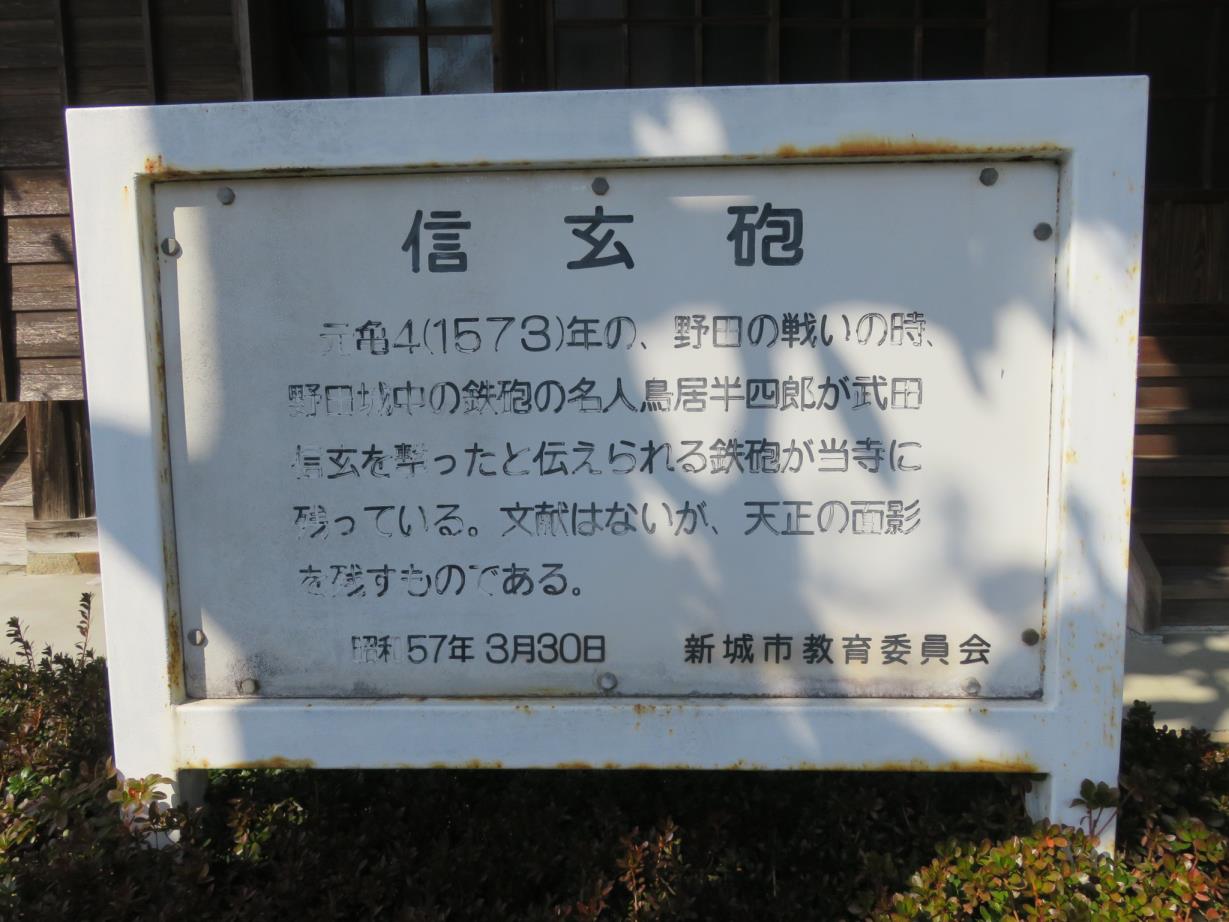 信玄砲
元亀4(1573)年の、野田の戦いの時、
野田城中の鉄砲の名人鳥居半四郎が武田
信玄を撃ったと伝えられる鉄砲が当寺に
残っている。文献はないが、天正の面影
を残すものである。
昭和57年3月30日 新城市教育委員会